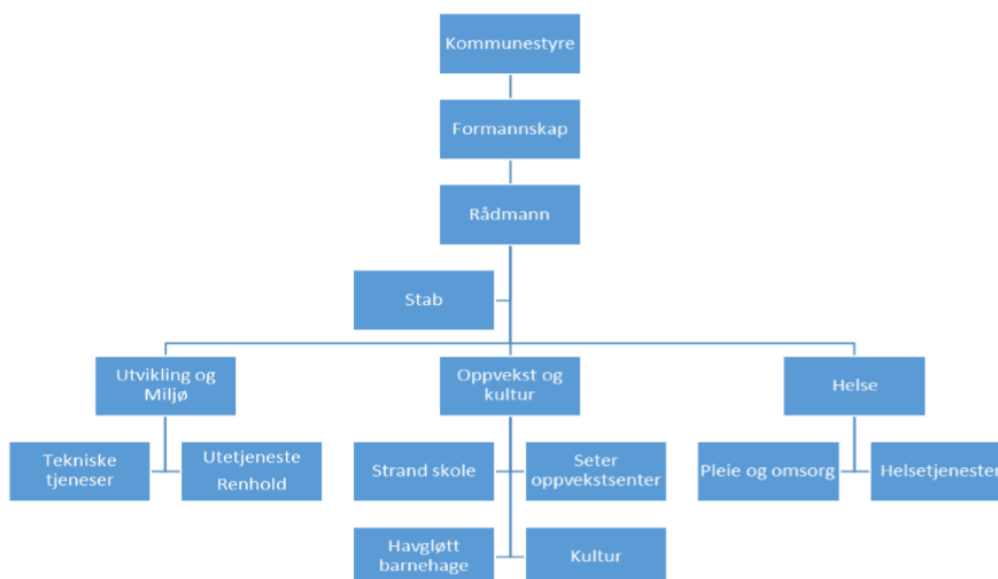 Kommunestyre
Formannskap
Rådmann
Stab
Utvikling og
Miljø
Oppvekst og
kultur
Helse
Tekniske
tjeneser
Utetjeneste
Renhold
Strand skole
Seter
oppvekstsenter
Pleie og omsorg
Helsetjenester
Havgløtt
barnehage
Kultur